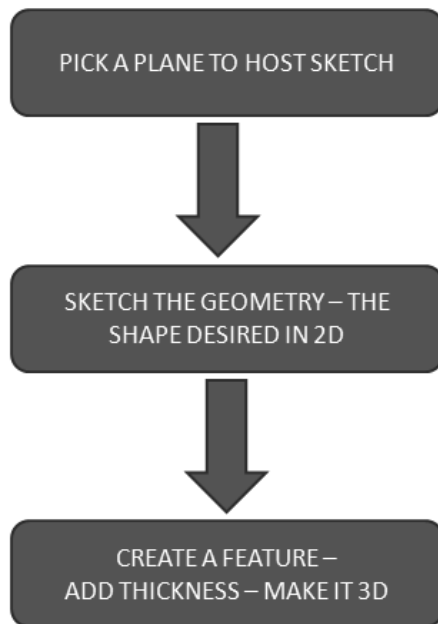 PICK A PLANE TO HOST SKETCH
SKETCH THE GEOMETRY – THE
SHAPE DESIRED IN 2D
CREATE A FEATURE –
ADD THICKNESS – MAKE IT 3D